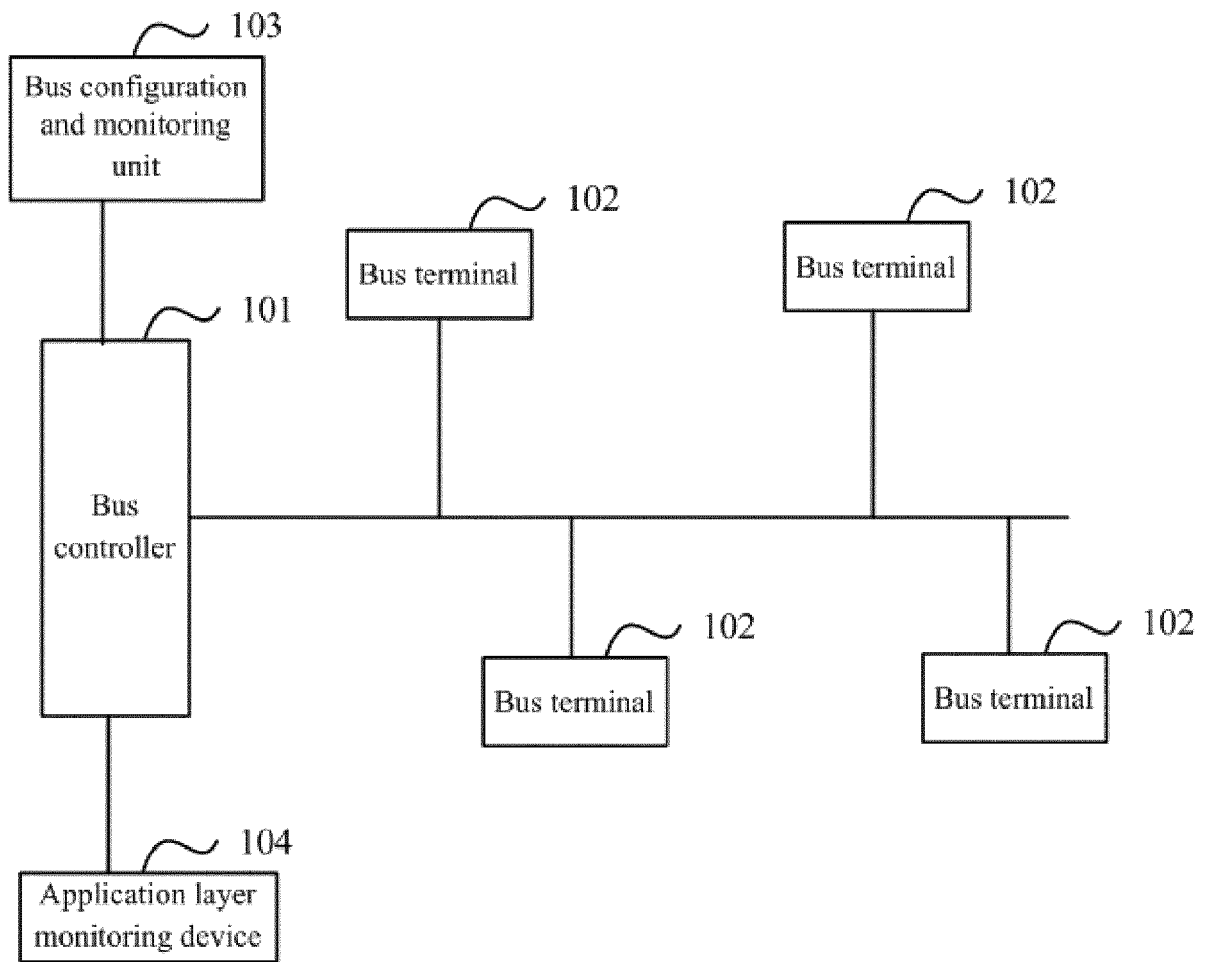 103
Bus configuration
and monitoring
unit
102
Bus terminal
102
Bus terminal
101
Bus
controller
102
Bus terminal
102
Bus terminal
104
Application layer
monitoring device